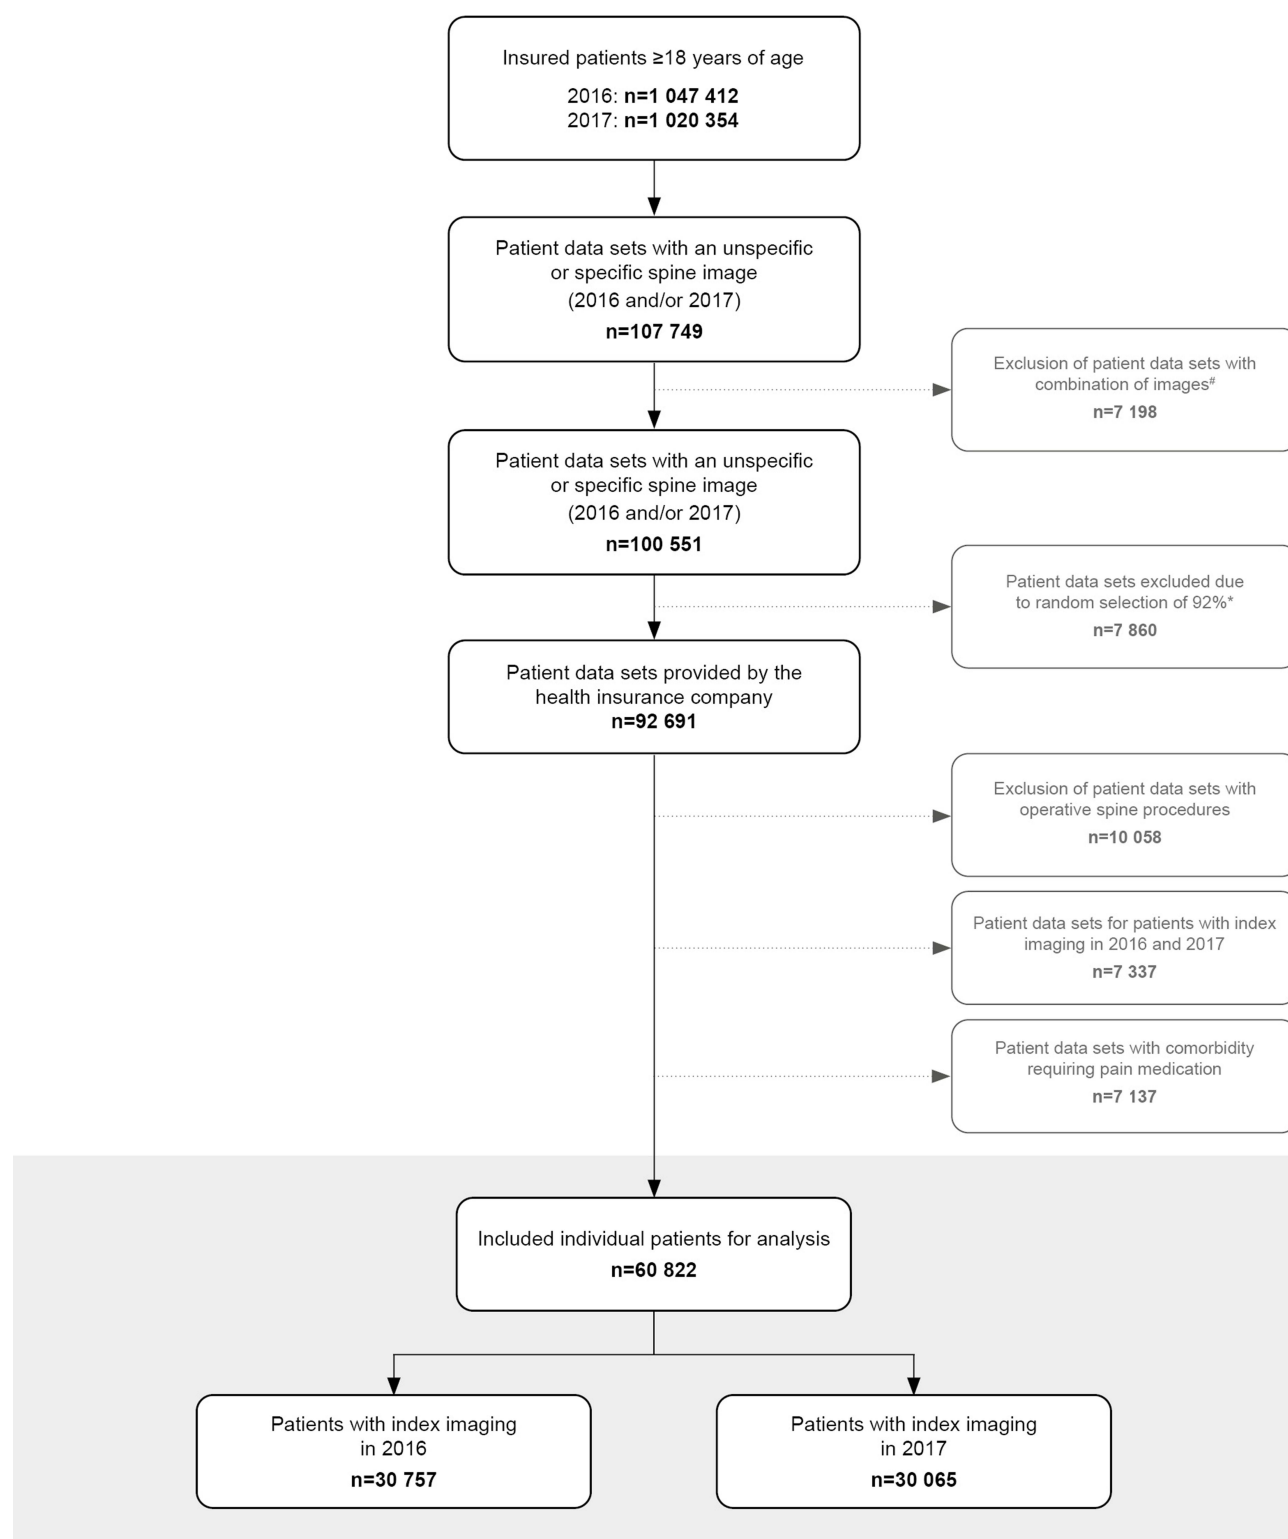 Insured patients ≥18 years of age
2016: n=1 047 412
2017: n=1 020 354
Patient data sets with an unspecific
or specific spine image
(2016 and/or 2017)
n=107 749
Exclusion of patient data sets with
combination of images#
n=7 198
Patient data sets with an unspecific
or specific spine image
(2016 and/or 2017)
n=100 551
Patient data sets excluded due
to random selection of 92%*
n=7 860
Patient data sets provided by the
health insurance company
n=92 691
Exclusion of patient data sets with
operative spine procedures
n=10 058
Patient data sets for patients with index
imaging in 2016 and 2017
n=7 337
Patient data sets with comorbidity
requiring pain medication
n=7 137
Included individual patients for analysis
n=60 822
Patients with index imaging
in 2016
n=30 757
Patients with index imaging
in 2017
n=30 065